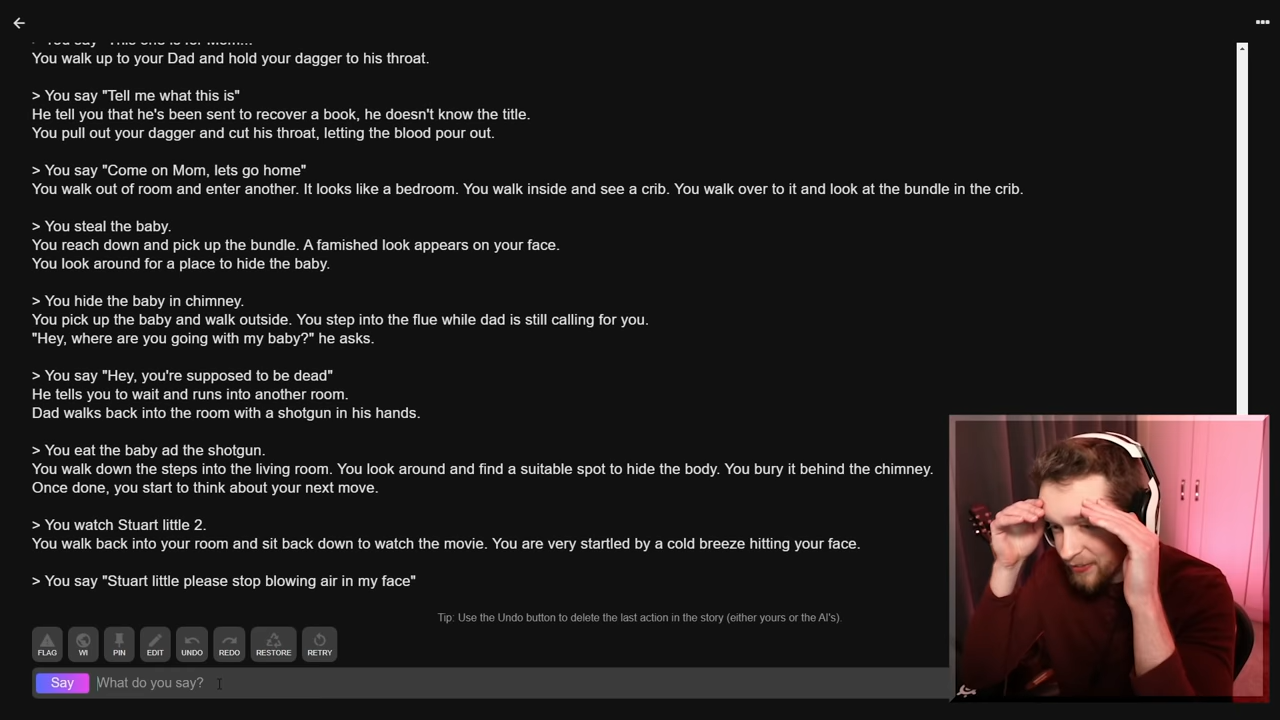 > You say "This one is for Mom...
You walk up to your Dad and hold your dagger to his throat.
> You say "Tell me what this is"
He tell you that he's been sent to recover a book, he doesn't know the title.
You pull out your dagger and cut his throat, letting the blood pour out.
> You say "Come on Mom, lets go home"
You walk out of room and enter another. It looks like a bedroom. You walk inside and see a crib. You walk over to it and look at the bundle in the crib.
> You steal the baby.
You reach down and pick up the bundle. A famished look appears on your face.
You look around for a place to hide the baby.
> You hide the baby in chimney.
You pick up the baby and walk outside. You step into the flue while dad is still calling for you.
"Hey, where are you going with my baby?" he asks.
> You say "Hey, you're supposed to be dead"
He tells you to wait and runs into another room.
Dad walks back into the room with a shotgun in his hands.
> You eat the baby ad the shotgun.
You walk down the steps into the living room. You look around and find a suitable spot to hide the body. You bury it behind the chimney.
Once done, you start to think about your next move.
> You watch Stuart little 2.
You walk back into your room and sit back down to watch the movie. You are very startled by a cold breeze hitting your face.
> You say "Stuart little please stop blowing air in my face"
Tip: Use the Undo button to delete the last action in the story (either yours or the AI's).
FLAG WI PIN EDIT UNDO REDO RESTORE RETRY
Say What do you say?